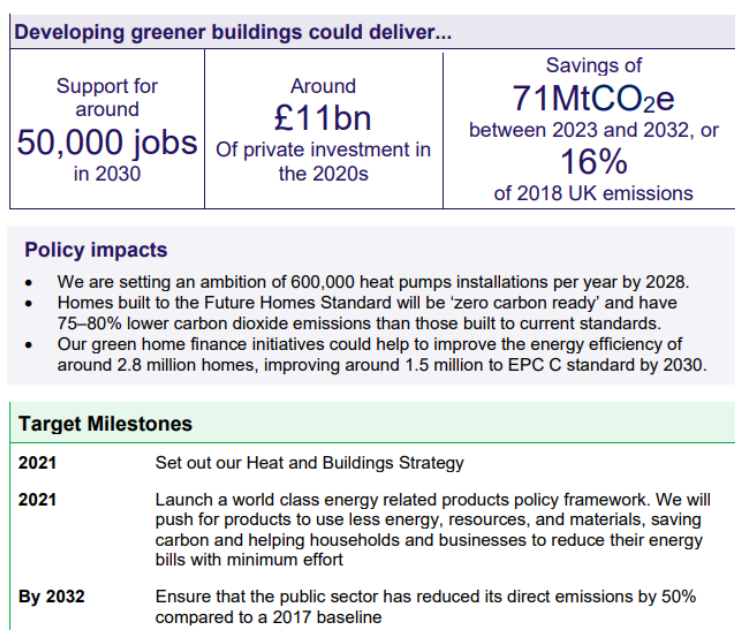 Developing greener buildings could deliver...
Support for
around
50,000 jobs
in 2030
Around
£11bn
Of private investment in
the 2020s
Savings of
71MtCO₂e
between 2023 and 2032, or
16%
of 2018 UK emissions
Policy impacts
• We are setting an ambition of 600,000 heat pumps installations per year by 2028.
• Homes built to the Future Homes Standard will be ‘zero carbon ready’ and have
75–80% lower carbon dioxide emissions than those built to current standards.
• Our green home finance initiatives could help to improve the energy efficiency of
around 2.8 million homes, improving around 1.5 million to EPC C standard by 2030.
Target Milestones
2021 Set out our Heat and Buildings Strategy
2021 Launch a world class energy related products policy framework. We will
push for products to use less energy, resources, and materials, saving
carbon and helping households and businesses to reduce their energy
bills with minimum effort
By 2032 Ensure that the public sector has reduced its direct emissions by 50%
compared to a 2017 baseline